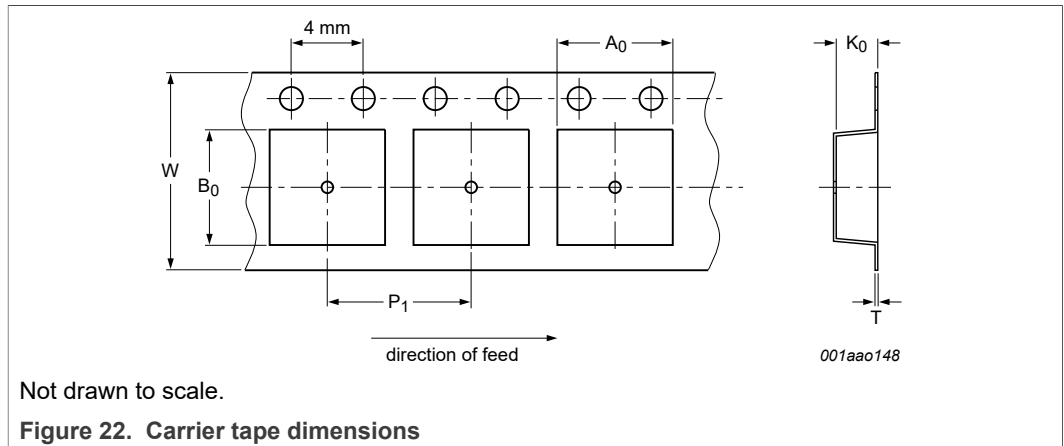 4 mm
A0
K0
W
B0
P1
T
direction of feed
001aao148
Not drawn to scale.
Figure 22. Carrier tape dimensions